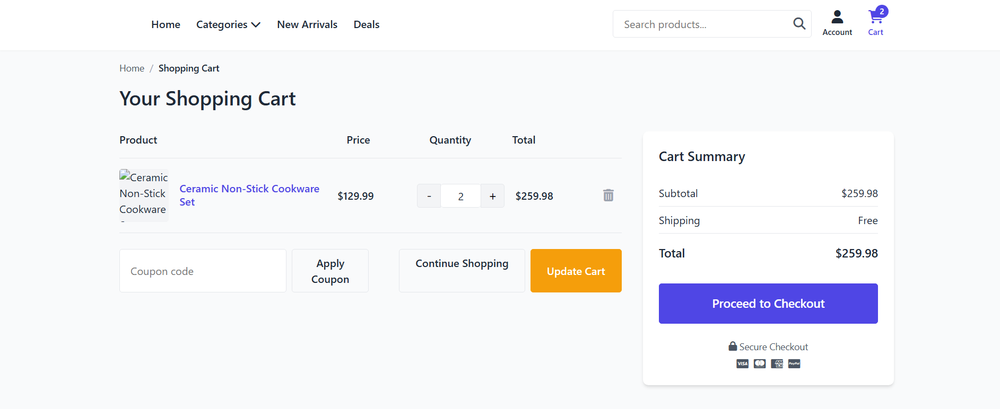 Home Categories New Arrivals Deals
Search products...
Account
2
Cart
Home / Shopping Cart
Your Shopping Cart
Product Price Quantity Total
Ceramic
Non-Stick
Cookware
Ceramic Non-Stick Cookware
Set
$129.99
- 2 +
$259.98
Coupon code
Apply
Coupon
Continue Shopping
Update Cart
Cart Summary
Subtotal $259.98
Shipping Free
Total $259.98
Proceed to Checkout
Secure Checkout
VISA AMEX PayPal